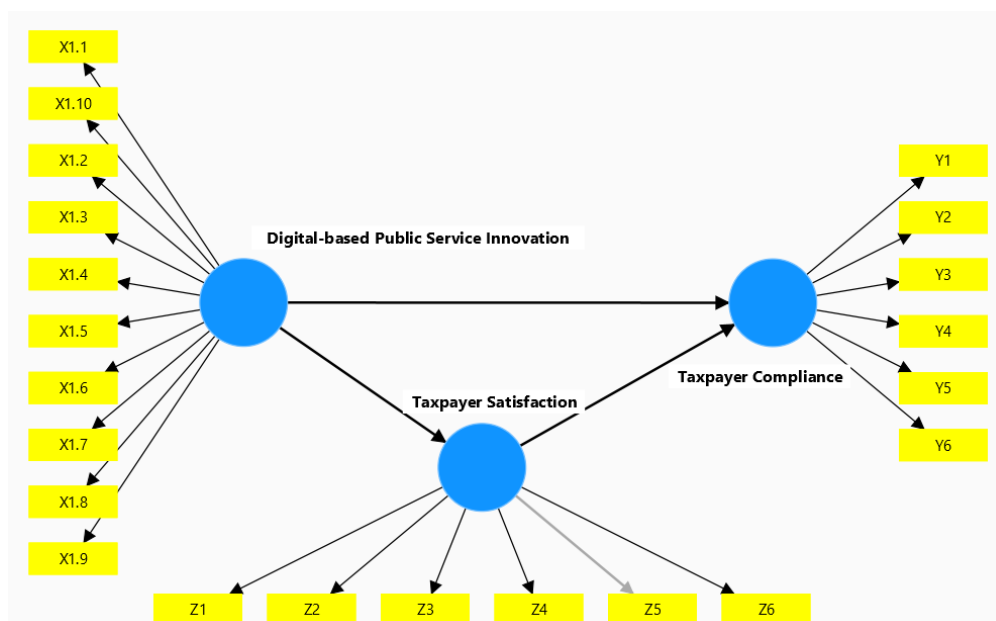 X1.1
X1.10
X1.2
X1.3
X1.4
X1.5
X1.6
X1.7
X1.8
X1.9
Digital-based Public Service Innovation
Taxpayer Satisfaction
Taxpayer Compliance
Y1
Y2
Y3
Y4
Y5
Y6
Z1
Z2
Z3
Z4
Z5
Z6